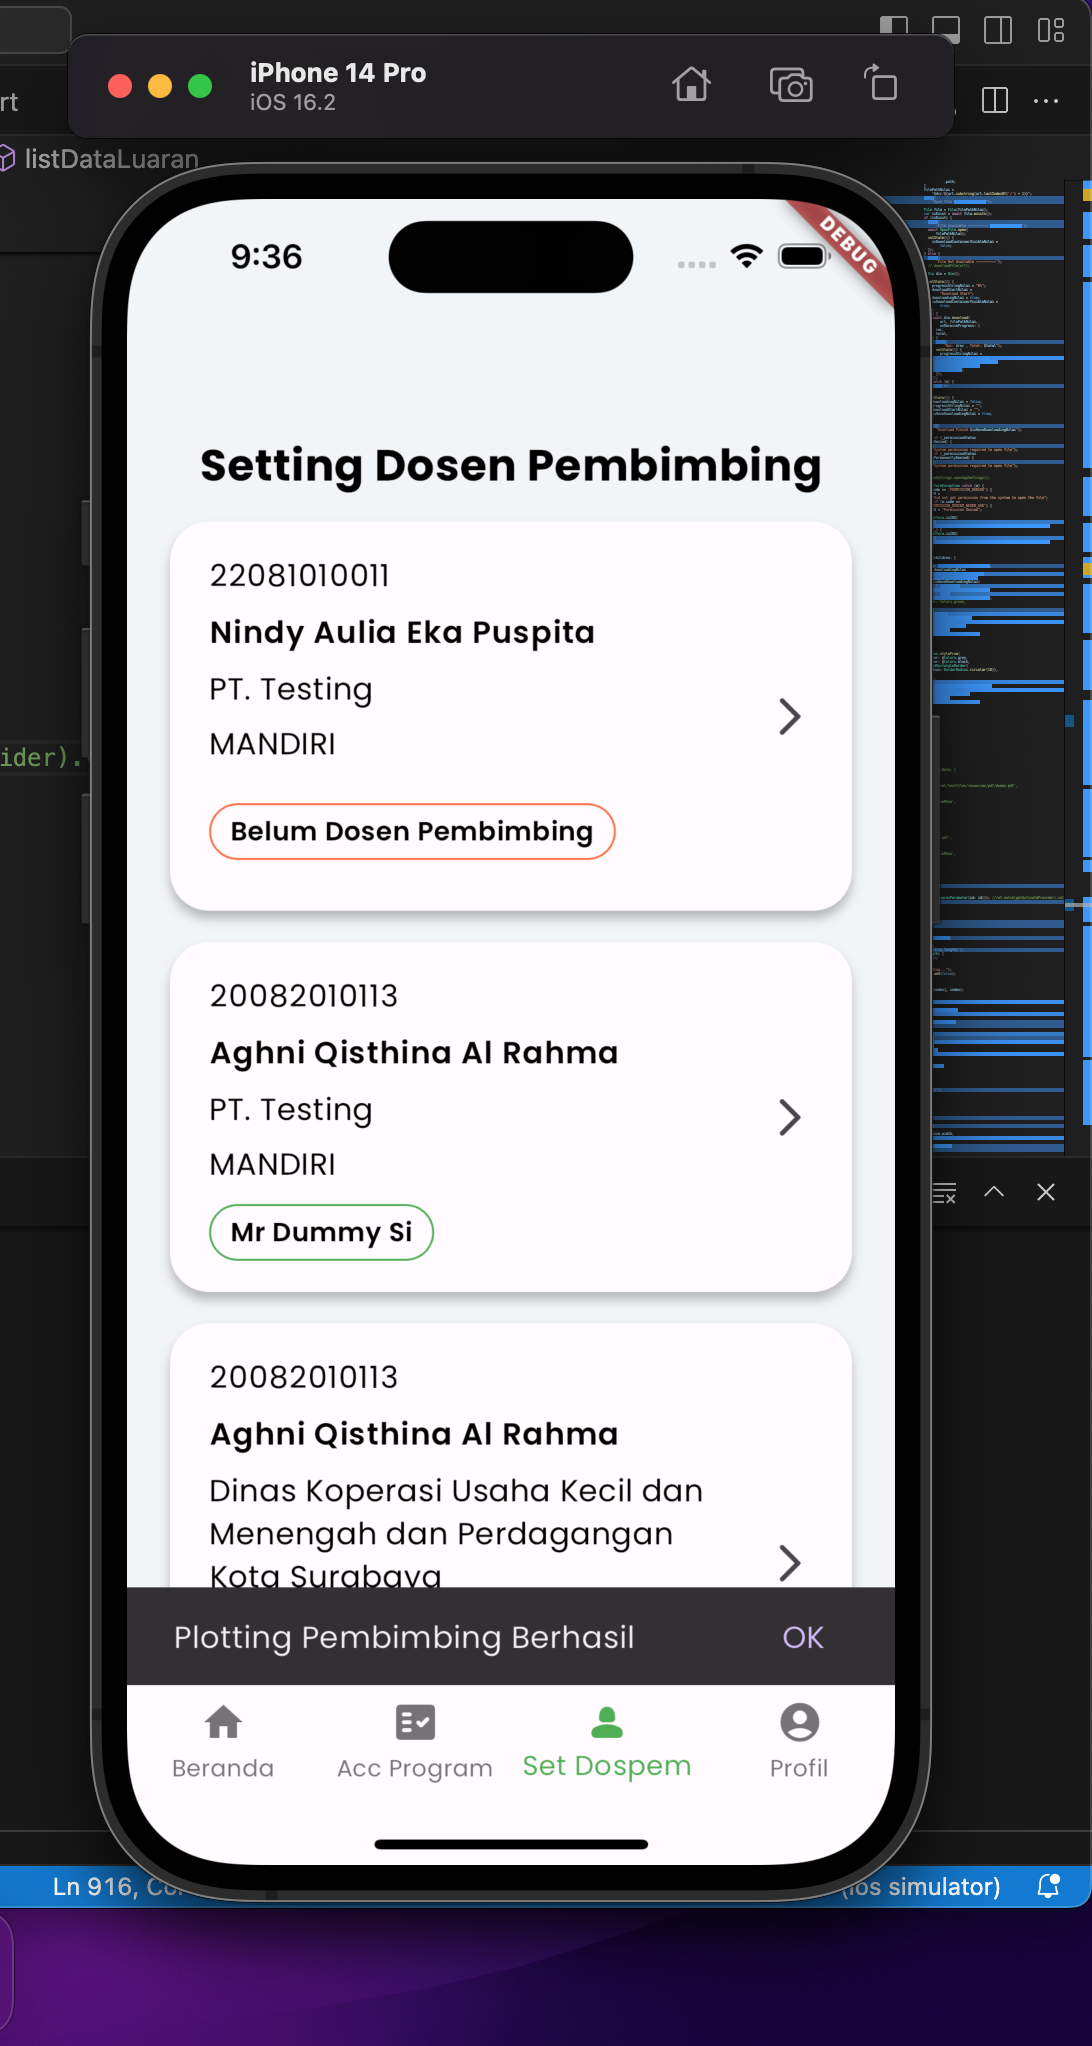 iPhone 14 Pro
iOS 16.2
rt
listDataLuaran
9:36
DEBUG
Setting Dosen Pembimbing
22081010011
Nindy Aulia Eka Puspita
PT. Testing
MANDIRI
ider).
Belum Dosen Pembimbing
20082010113
Aghni Qisthina Al Rahma
PT. Testing
MANDIRI
Mr Dummy Si
20082010113
Aghni Qisthina Al Rahma
Dinas Koperasi Usaha Kecil dan
Menengah dan Perdagangan
Kota Surabaya
Plotting Pembimbing Berhasil
OK
Beranda
Acc Program
Set Dospem
Profil
Ln 916, Co
(ios simulator)